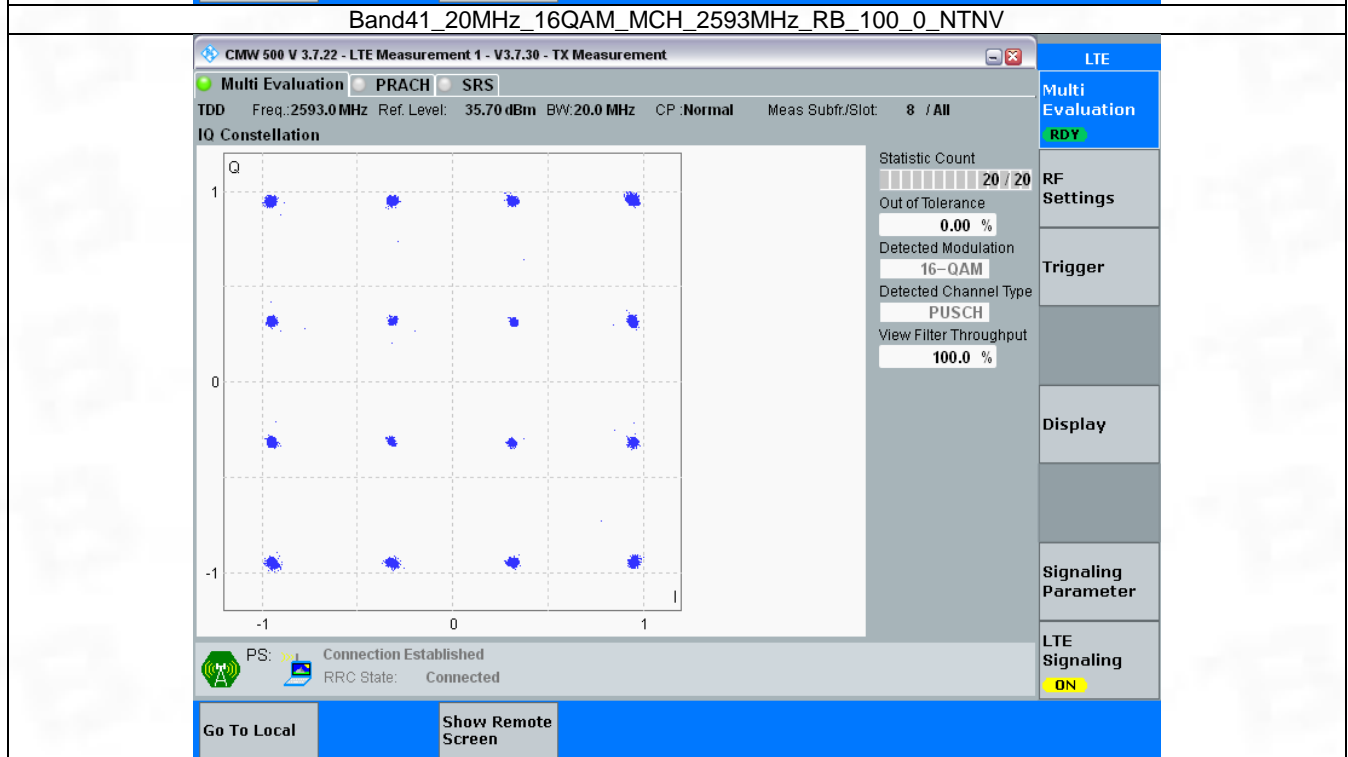 Band41_20MHz_16QAM_MCH_2593MHz_RB_100_0_NTNV
CMW 500 V 3.7.22 - LTE Measurement 1 - V3.7.30 - TX Measurement
LTE
Multi Evaluation PRACH SRS
TDD Freq.:2593.0 MHz Ref. Level: 35.70 dBm BW:20.0 MHz CP :Normal Meas Subfr./Slot: 8 / All
IQ Constellation
Q
1
0
-1
I
-1 0 1
Statistic Count
20 / 20
Out of Tolerance
0.00 %
Detected Modulation
16-QAM
Detected Channel Type
PUSCH
View Filter Throughput
100.0 %
Multi
Evaluation
RDY
RF
Settings
Trigger
Display
Signaling
Parameter
LTE
Signaling
ON
PS: Connection Established
RRC State: Connected
Go To Local
Show Remote
Screen